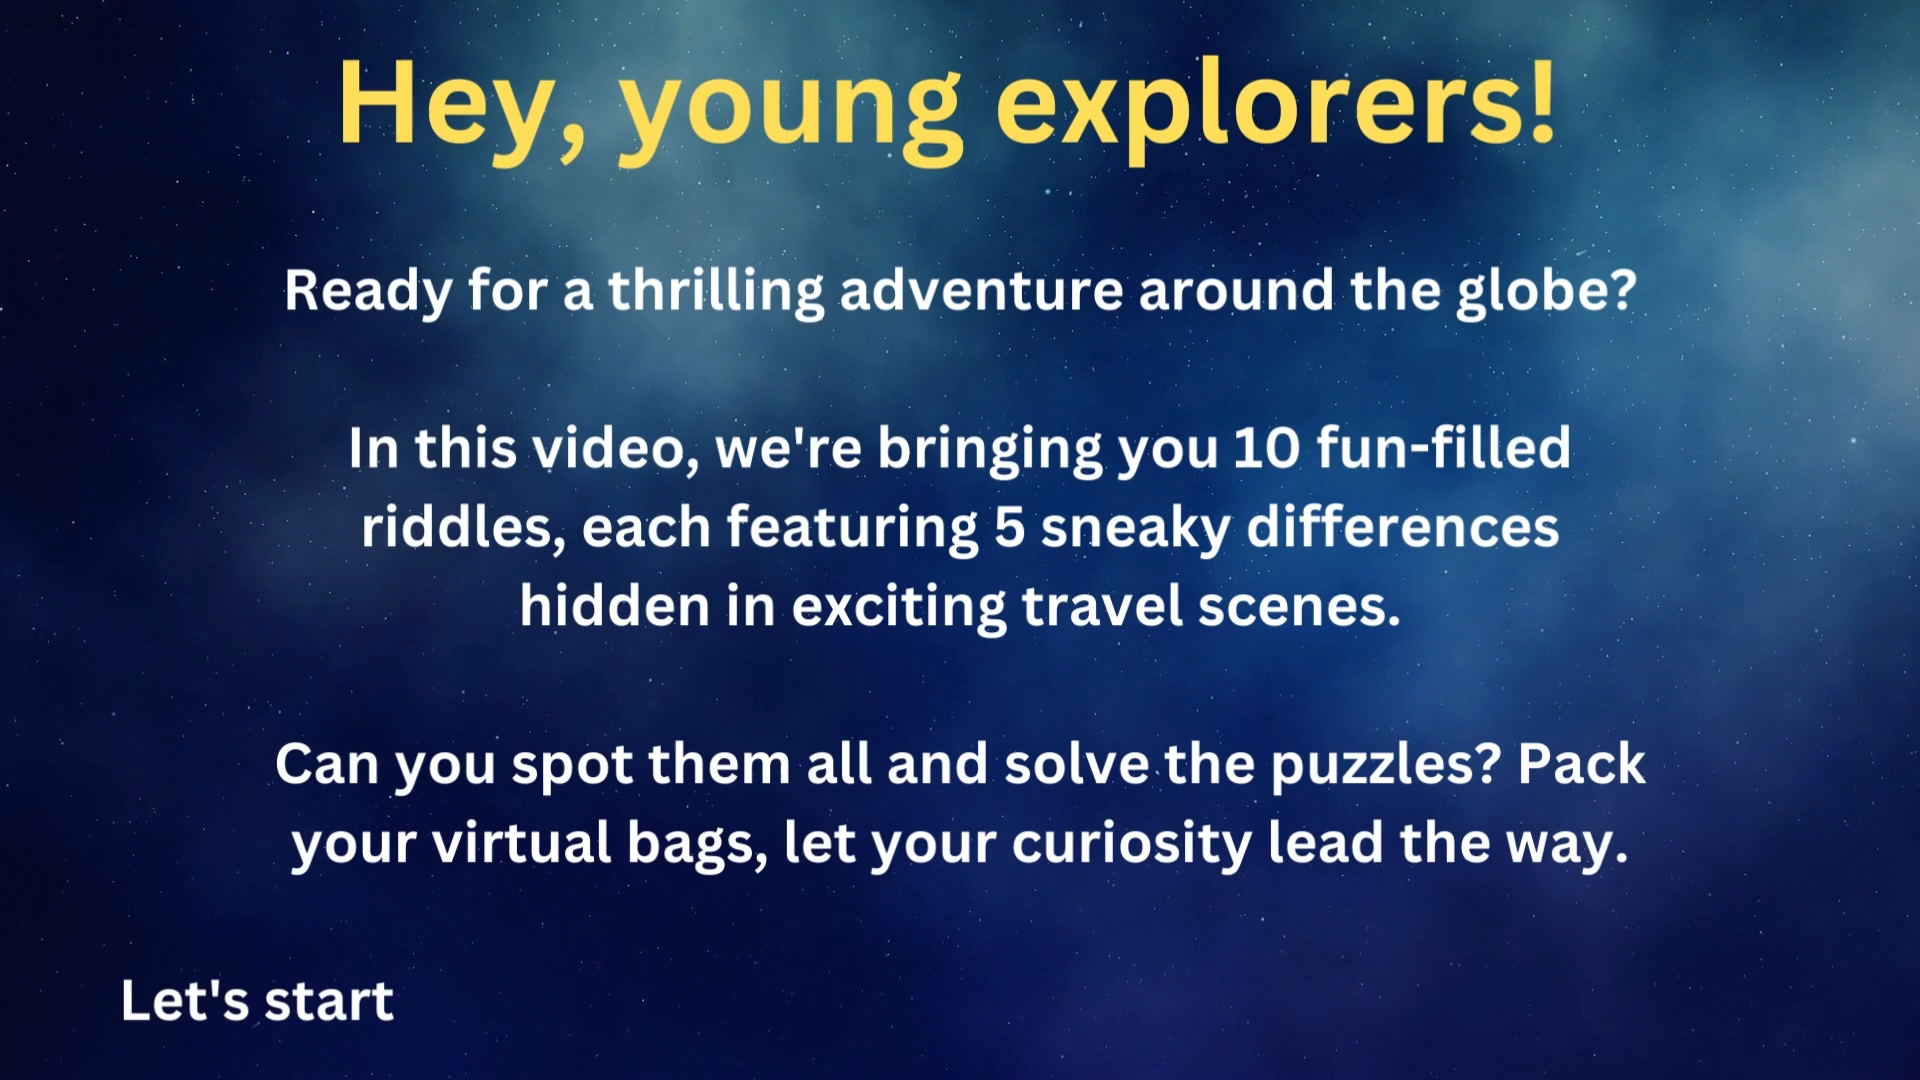 Hey, young explorers!
Ready for a thrilling adventure around the globe?
In this video, we're bringing you 10 fun-filled
riddles, each featuring 5 sneaky differences
hidden in exciting travel scenes.
Can you spot them all and solve the puzzles? Pack
your virtual bags, let your curiosity lead the way.
Let's start